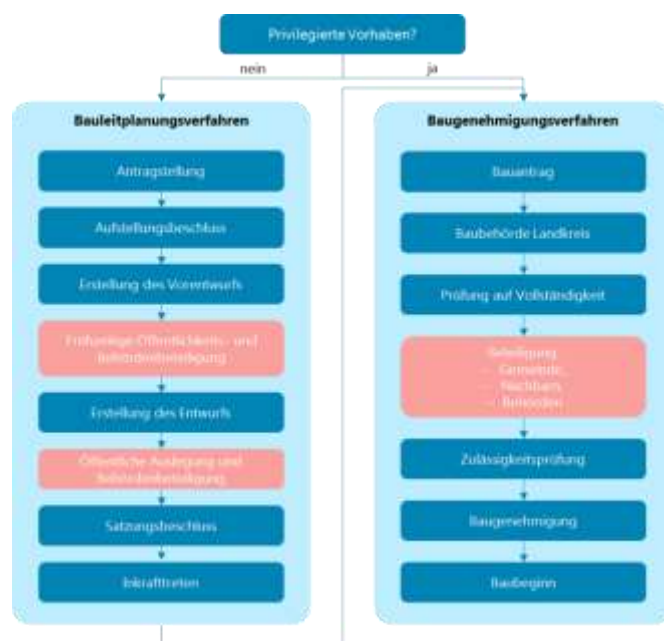 Privilegierte Vorhaben?
nein
ja
Bauleitplanungsverfahren
Antragstellung
Aufstellungsbeschluss
Erstellung des Vorentwurfs
Frühzeitige Öffentlichkeits- und
Behördenbeteiligung
Erstellung des Entwurfs
Öffentliche Auslegung und
Behördenbeteiligung
Satzungsbeschluss
Inkrafttreten
Baugenehmigungsverfahren
Bauantrag
Baubehörde Landkreis
Prüfung auf Vollständigkeit
Beteiligung
– Gemeinde,
– Nachbarn,
– Behörden
Zulässigkeitsprüfung
Baugenehmigung
Baubeginn